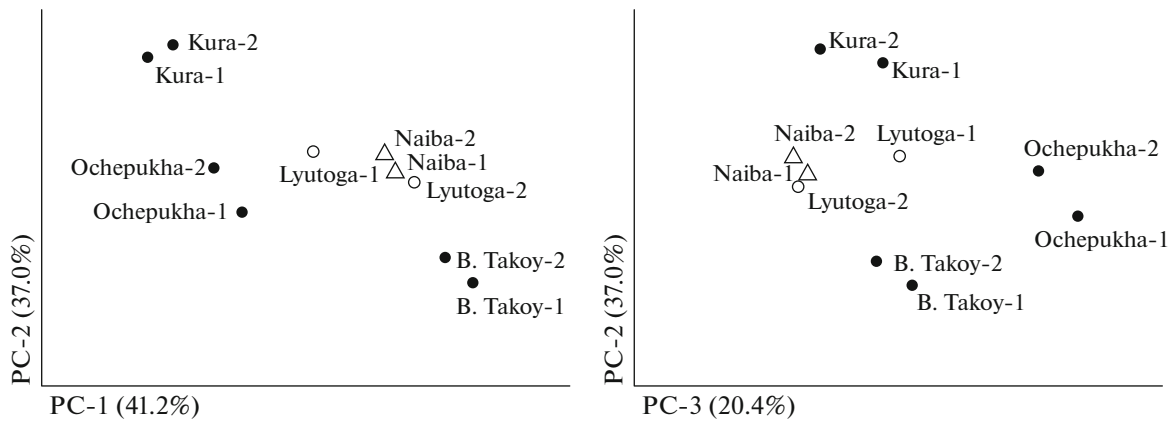 Kura-2
Kura-1
Ochepukha-2
Ochepukha-1
Lyutoga-1
Naiba-2
Naiba-1
Lyutoga-2
B. Takoy-2
B. Takoy-1
PC-2 (37.0%)
PC-1 (41.2%)
Kura-2
Kura-1
Naiba-2
Lyutoga-1
Naiba-1
Lyutoga-2
Ochepukha-2
Ochepukha-1
B. Takoy-2
B. Takoy-1
PC-2 (37.0%)
PC-3 (20.4%)